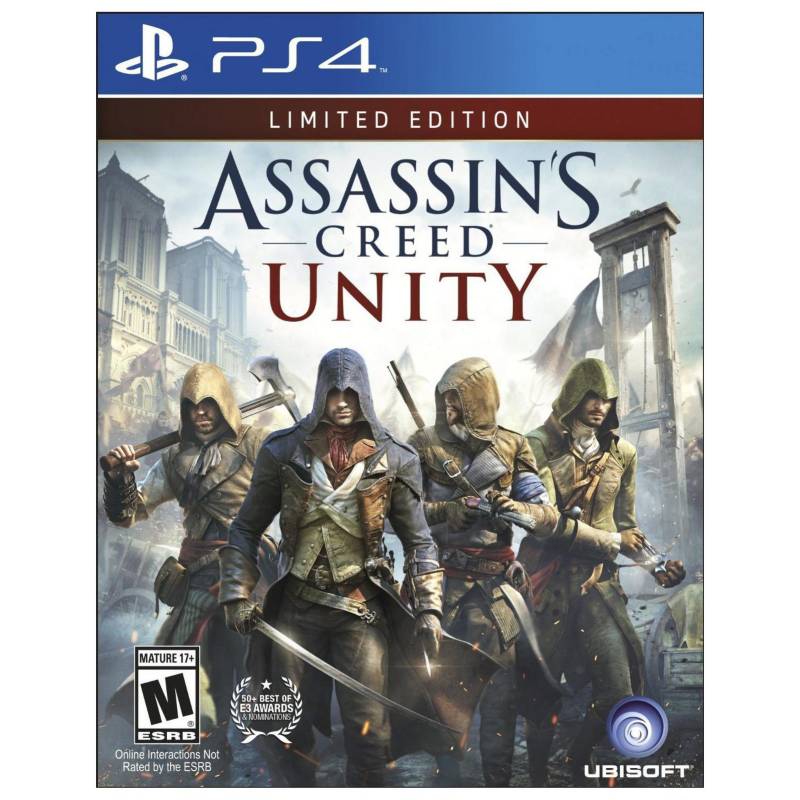 PS4™
LIMITED EDITION
ASSASSIN'S
CREED®
UNITY
MATURE 17+
M
ESRB
®
Online Interactions Not
Rated by the ESRB
50+ BEST OF
E3 AWARDS
& NOMINATIONS
UBISOFT